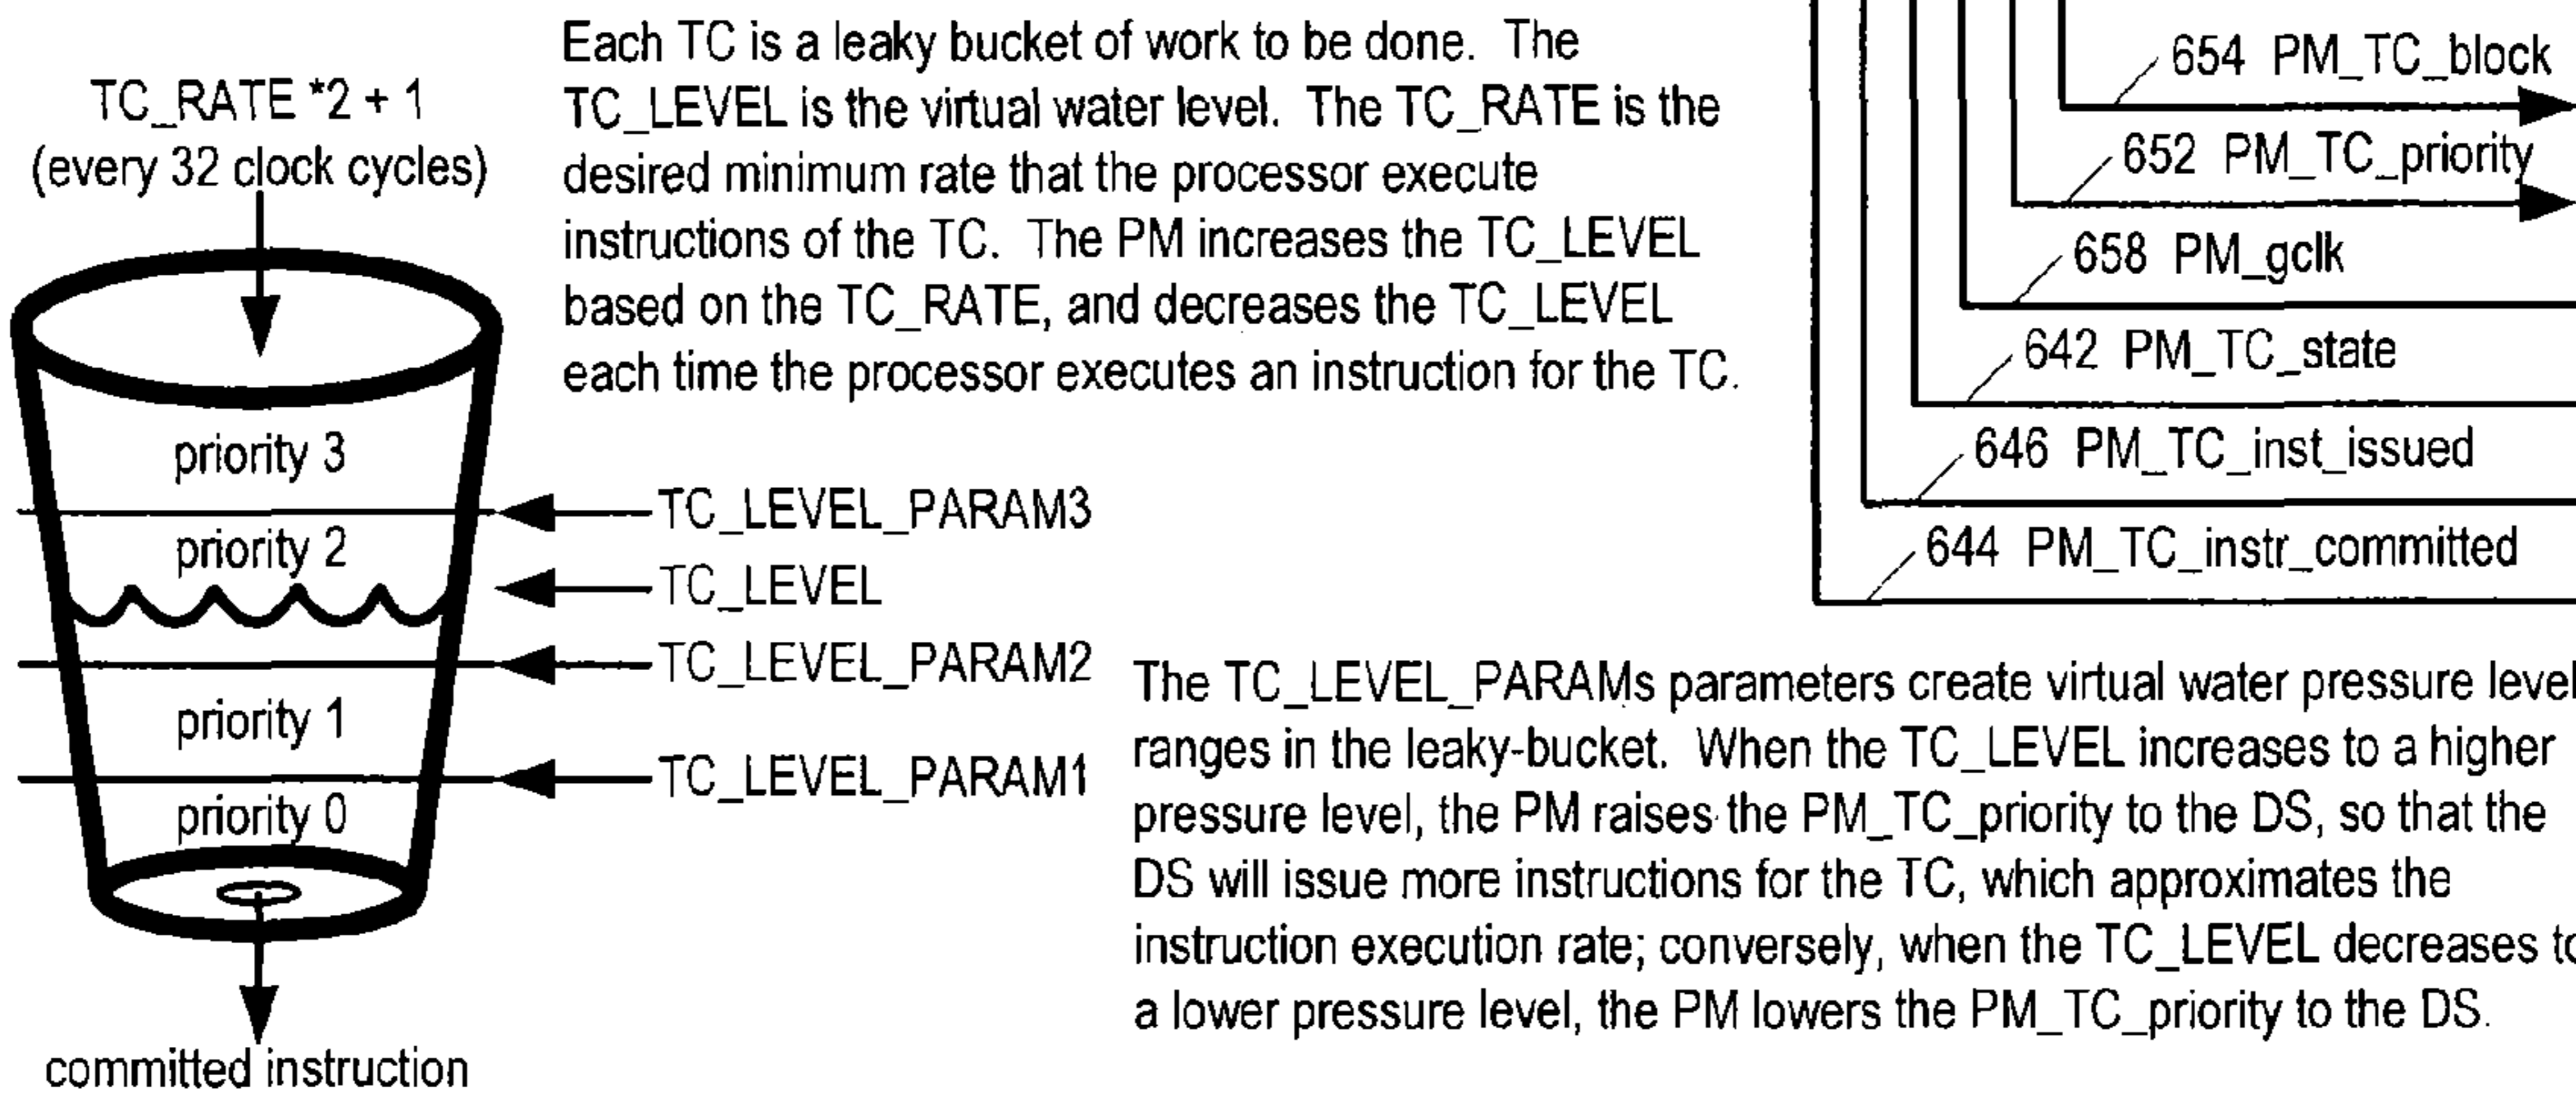 TC_RATE *2 + 1
(every 32 clock cycles)
Each TC is a leaky bucket of work to be done. The
TC_LEVEL is the virtual water level. The TC_RATE is the
desired minimum rate that the processor execute
instructions of the TC. The PM increases the TC_LEVEL
based on the TC_RATE, and decreases the TC_LEVEL
each time the processor executes an instruction for the TC.
654 PM_TC_block
652 PM_TC_priority
658 PM_gclk
642 PM_TC_state
646 PM_TC_inst_issued
644 PM_TC_instr_committed
priority 3
TC_LEVEL_PARAM3
priority 2
TC_LEVEL
TC_LEVEL_PARAM2
priority 1
TC_LEVEL_PARAM1
priority 0
committed instruction
The TC_LEVEL_PARAMs parameters create virtual water pressure level
ranges in the leaky-bucket. When the TC_LEVEL increases to a higher
pressure level, the PM raises the PM_TC_priority to the DS, so that the
DS will issue more instructions for the TC, which approximates the
instruction execution rate; conversely, when the TC_LEVEL decreases to
a lower pressure level, the PM lowers the PM_TC_priority to the DS.